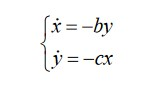 ẋ = −by
ẏ = −cx